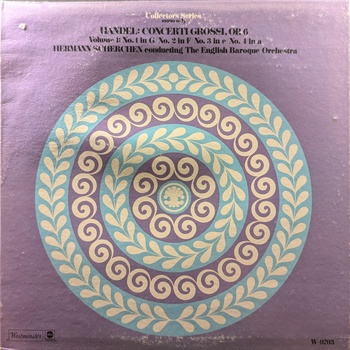 Collectors Series
HANDEL: CONCERTI GROSSI, OP. 6
Volume 1: No. 1 in G No. 2 in F No. 3 in e No. 4 in a
HERMANN SCHERCHEN conducting The English Baroque Orchestra
Westminster
W-9203